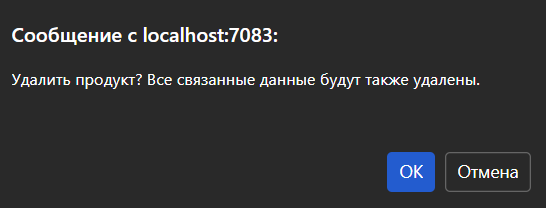 Сообщение с localhost:7083:
Удалить продукт? Все связанные данные будут также удалены.
OK
Отмена